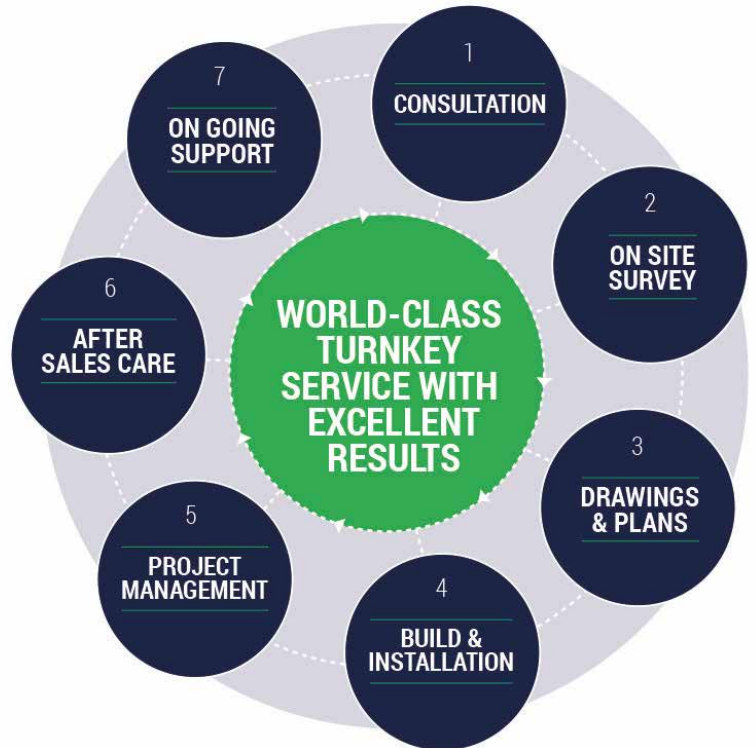 1
CONSULTATION
2
ON SITE
SURVEY
3
DRAWINGS
& PLANS
4
BUILD &
INSTALLATION
5
PROJECT
MANAGEMENT
6
AFTER
SALES CARE
7
ON GOING
SUPPORT
WORLD-CLASS
TURNKEY
SERVICE WITH
EXCELLENT
RESULTS